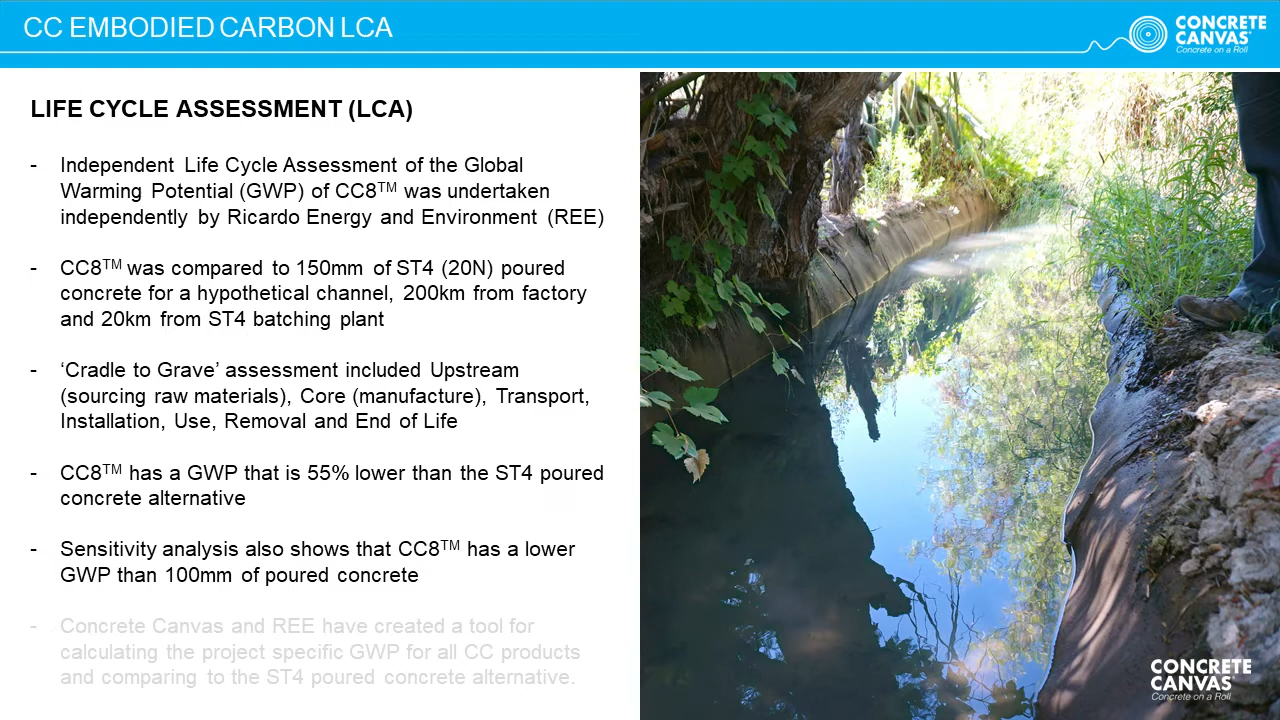 CC EMBODIED CARBON LCA
CONCRETE
CANVAS®
Concrete on a Roll
LIFE CYCLE ASSESSMENT (LCA)
- Independent Life Cycle Assessment of the Global
Warming Potential (GWP) of CC8™ was undertaken
independently by Ricardo Energy and Environment (REE)
- CC8™ was compared to 150mm of ST4 (20N) poured
concrete for a hypothetical channel, 200km from factory
and 20km from ST4 batching plant
- ‘Cradle to Grave’ assessment included Upstream
(sourcing raw materials), Core (manufacture), Transport,
Installation, Use, Removal and End of Life
- CC8™ has a GWP that is 55% lower than the ST4 poured
concrete alternative
- Sensitivity analysis also shows that CC8™ has a lower
GWP than 100mm of poured concrete
- Concrete Canvas and REE have created a tool for
calculating the project specific GWP for all CC products
and comparing to the ST4 poured concrete alternative.
CONCRETE
CANVAS®
Concrete on a Roll